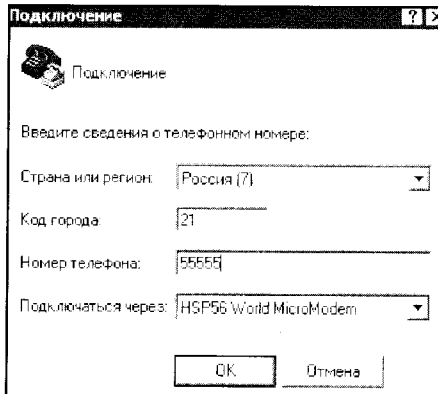 Подключение
Подключение
Введите сведения о телефонном номере:
Страна или регион: Россия (7)
Код города: 21
Номер телефона: 55555
Подключаться через: HSP56 World MicroModem
OK Отмена